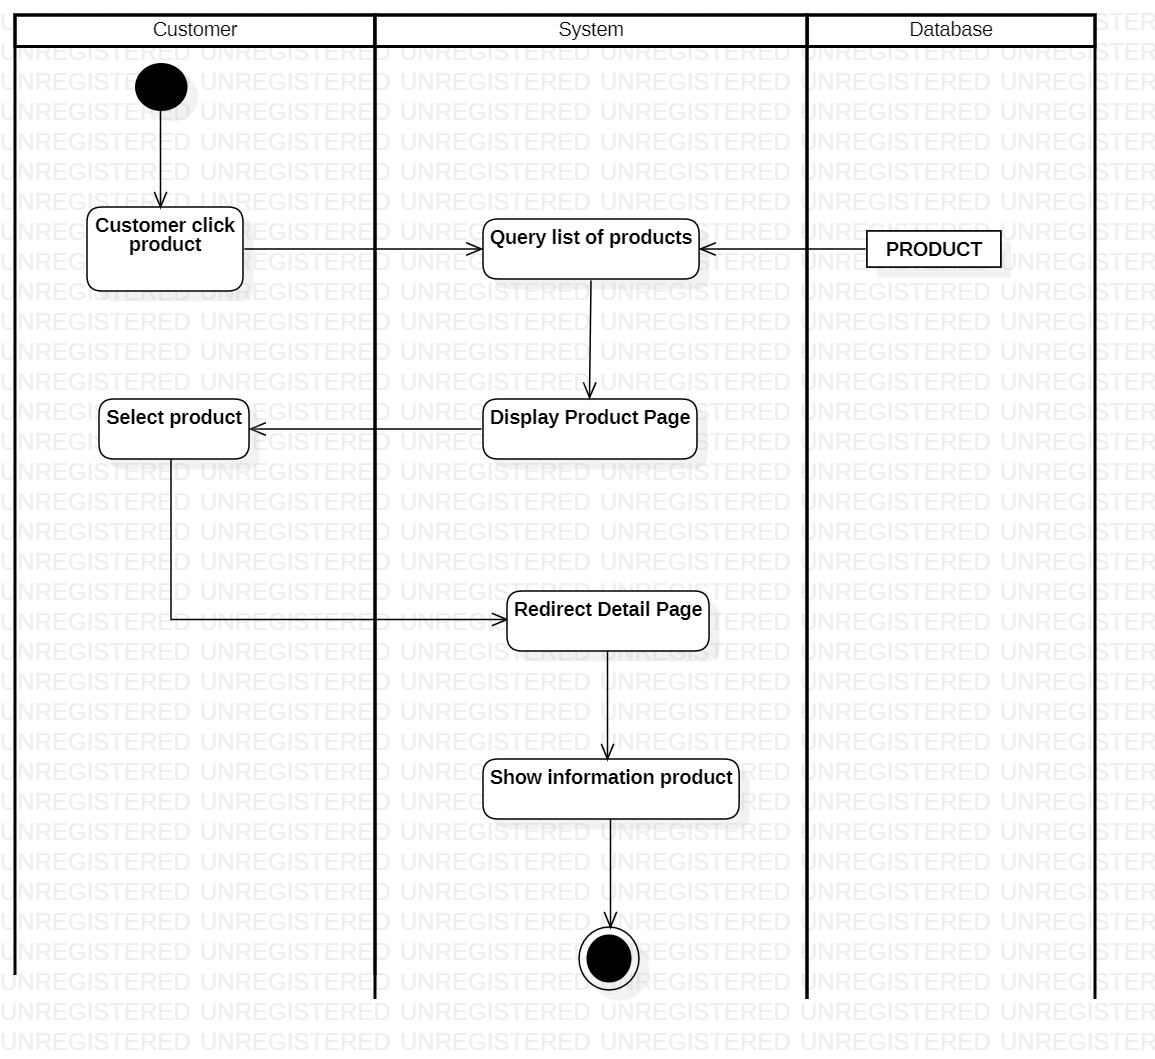 Customer
System
Database
Customer click
product
Query list of products
PRODUCT
Select product
Display Product Page
Redirect Detail Page
Show information product
UNREGISTERED